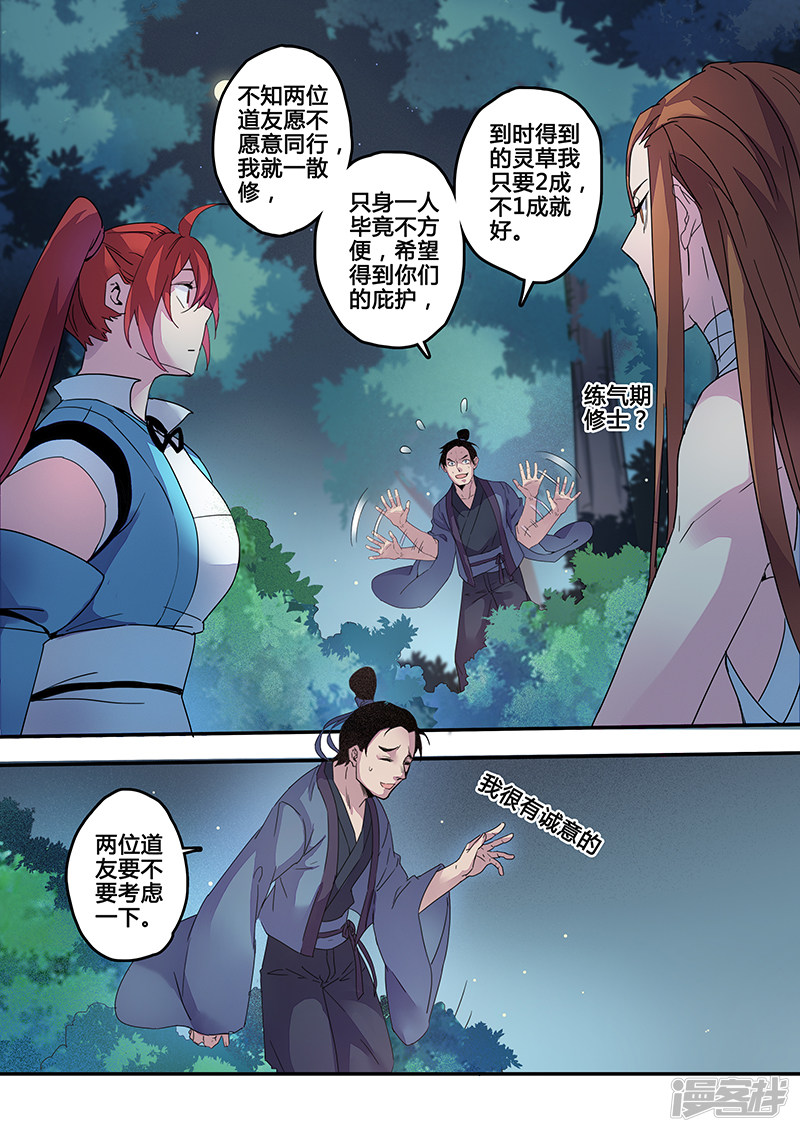 不知两位
道友愿不
愿意同行，
我就一散
修，
只身一人
毕竟不方
便，希望
得到你们
的庇护，
到时得到
的灵草我
只要2成，
不1成就
好。
练气期
修士？
我很有诚意的
两位道
友要不
要考虑
一下。
漫客栈